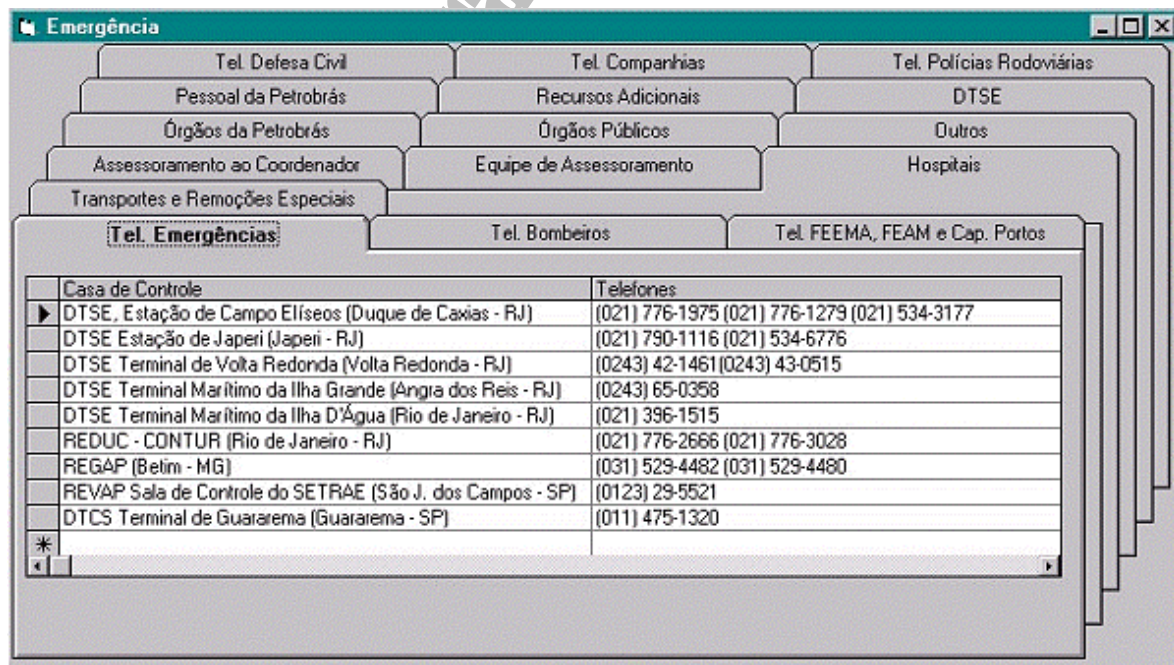 Emergência
Tel. Defesa Civil Tel. Companhias Tel. Polícias Rodoviárias
Pessoal da Petrobrás Recursos Adicionais DTSE
Órgãos da Petrobrás Órgãos Públicos Outros
Assessoramento ao Coordenador Equipe de Assessoramento Hospitais
Transportes e Remoções Especiais
Tel. Emergências Tel. Bombeiros Tel. FEEMA, FEAM e Cap. Portos
Casa de Controle Telefones
DTSE, Estação de Campo Elíseos (Duque de Caxias - RJ) (021) 776-1975 (021) 776-1279 (021) 534-3177
DTSE Estação de Japeri (Japeri - RJ) (021) 790-1116 (021) 534-6776
DTSE Terminal de Volta Redonda (Volta Redonda - RJ) (0243) 42-1461(0243) 43-0515
DTSE Terminal Marítimo da Ilha Grande (Angra dos Reis - RJ) (0243) 65-0358
DTSE Terminal Marítimo da Ilha D'Água (Rio de Janeiro - RJ) (021) 396-1515
REDUC - CONTUR (Rio de Janeiro - RJ) (021) 776-2666 (021) 776-3028
REGAP (Betim - MG) (031) 529-4482 (031) 529-4480
REVAP Sala de Controle do SETRAE (São J. dos Campos - SP) (0123) 29-5521
DTCS Terminal de Guararema (Guararema - SP) (011) 475-1320